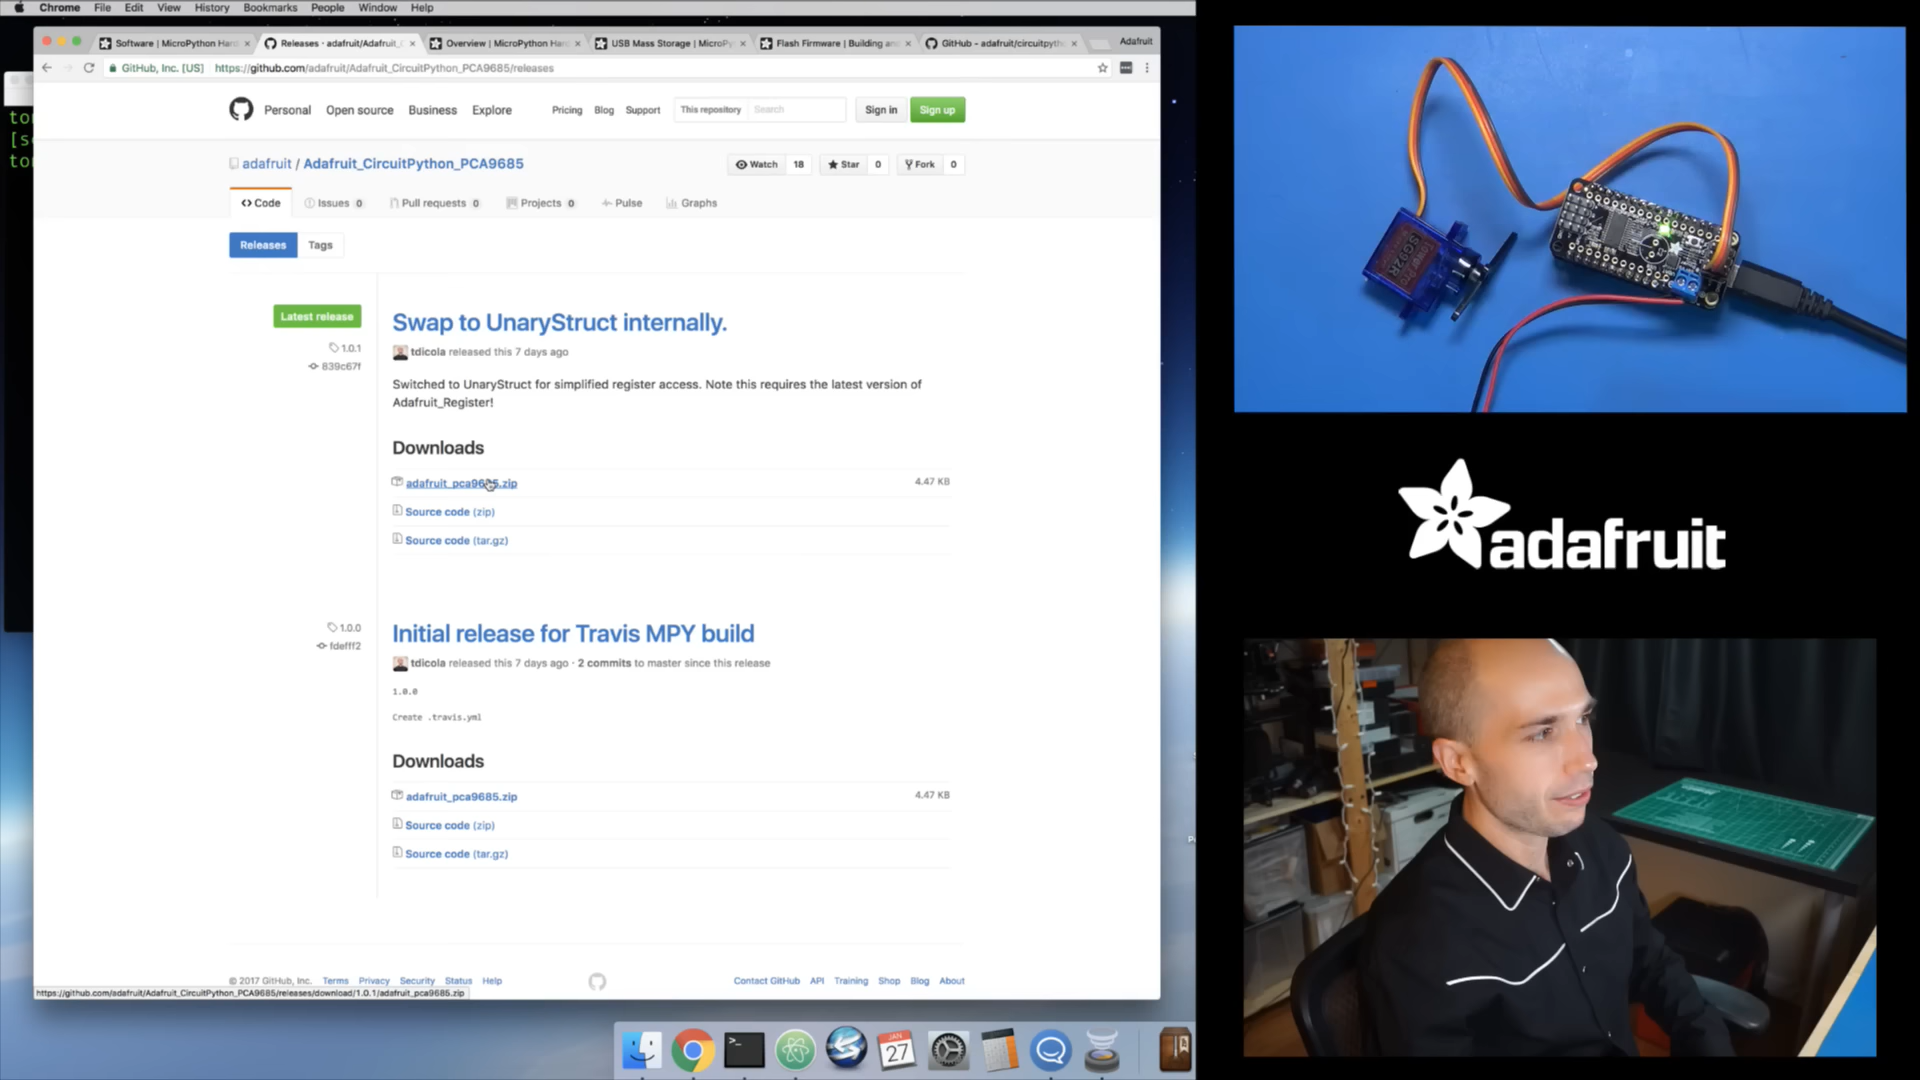 Chrome File Edit View History Bookmarks People Window Help
Software | MicroPython Har
Releases · adafruit/Adafruit_C
Overview | MicroPython Har
USB Mass Storage | MicroPy
Flash Firmware | Building an
GitHub - adafruit/circuitpyth
Adafruit
GitHub, Inc. [US] https://github.com/adafruit/Adafruit_CircuitPython_PCA9685/releases
Personal Open source Business Explore Pricing Blog Support This repository Search Sign in Sign up
adafruit / Adafruit_CircuitPython_PCA9685
Watch 18 Star 0 Fork 0
Code Issues 0 Pull requests 0 Projects 0 Pulse Graphs
Releases Tags
Latest release
1.0.1
839c67f
Swap to UnaryStruct internally.
tdicola released this 7 days ago
Switched to UnaryStruct for simplified register access. Note this requires the latest version of
Adafruit_Register!
Downloads
adafruit_pca9685.zip 4.47 KB
Source code (zip)
Source code (tar.gz)
1.0.0
fdefff2
Initial release for Travis MPY build
tdicola released this 7 days ago · 2 commits to master since this release
1.0.0
Create .travis.yml
Downloads
adafruit_pca9685.zip 4.47 KB
Source code (zip)
Source code (tar.gz)
© 2017 GitHub, Inc. Terms Privacy Security Status Help
Contact GitHub API Training Shop Blog About
https://github.com/adafruit/Adafruit_CircuitPython_PCA9685/releases/download/1.0.1/adafruit_pca9685.zip
JAN
27
SG92R
adafruit